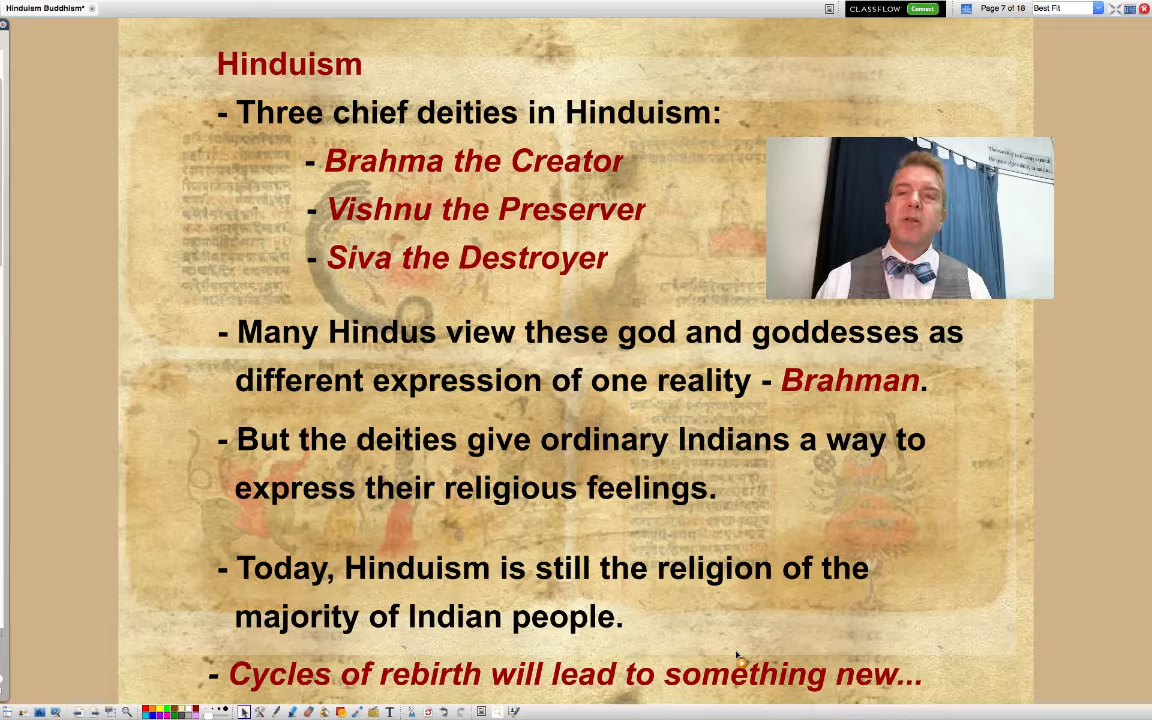 Hinduism Buddhism*
CLASSFLOW Connect
Page 7 of 18
Best Fit
Hinduism
- Three chief deities in Hinduism:
- Brahma the Creator
- Vishnu the Preserver
- Siva the Destroyer
- Many Hindus view these god and goddesses as
different expression of one reality - Brahman.
- But the deities give ordinary Indians a way to
express their religious feelings.
- Today, Hinduism is still the religion of the
majority of Indian people.
- Cycles of rebirth will lead to something new...